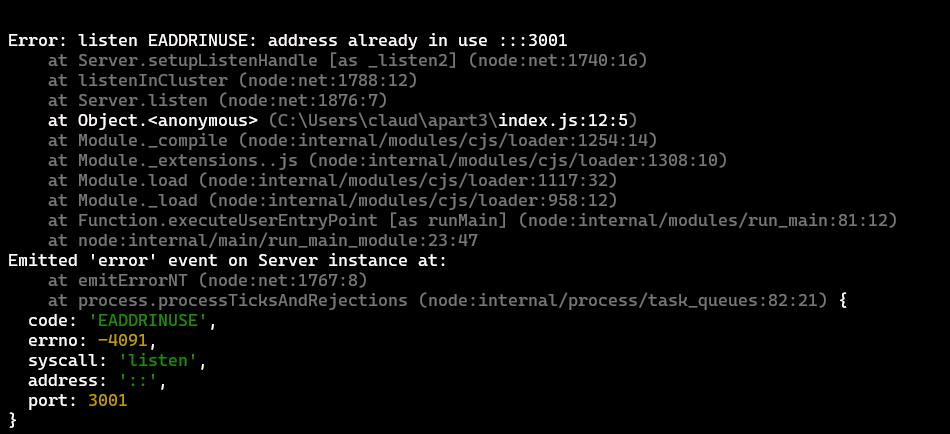 Error: listen EADDRINUSE: address already in use :::3001
    at Server.setupListenHandle [as _listen2] (node:net:1740:16)
    at listenInCluster (node:net:1788:12)
    at Server.listen (node:net:1876:7)
    at Object.<anonymous> (C:\Users\claud\apart3\index.js:12:5)
    at Module._compile (node:internal/modules/cjs/loader:1254:14)
    at Module._extensions..js (node:internal/modules/cjs/loader:1308:10)
    at Module.load (node:internal/modules/cjs/loader:1117:32)
    at Module._load (node:internal/modules/cjs/loader:958:12)
    at Function.executeUserEntryPoint [as runMain] (node:internal/modules/run_main:81:12)
    at node:internal/main/run_main_module:23:47
Emitted 'error' event on Server instance at:
    at emitErrorNT (node:net:1767:8)
    at process.processTicksAndRejections (node:internal/process/task_queues:82:21) {
  code: 'EADDRINUSE',
  errno: -4091,
  syscall: 'listen',
  address: '::',
  port: 3001
}